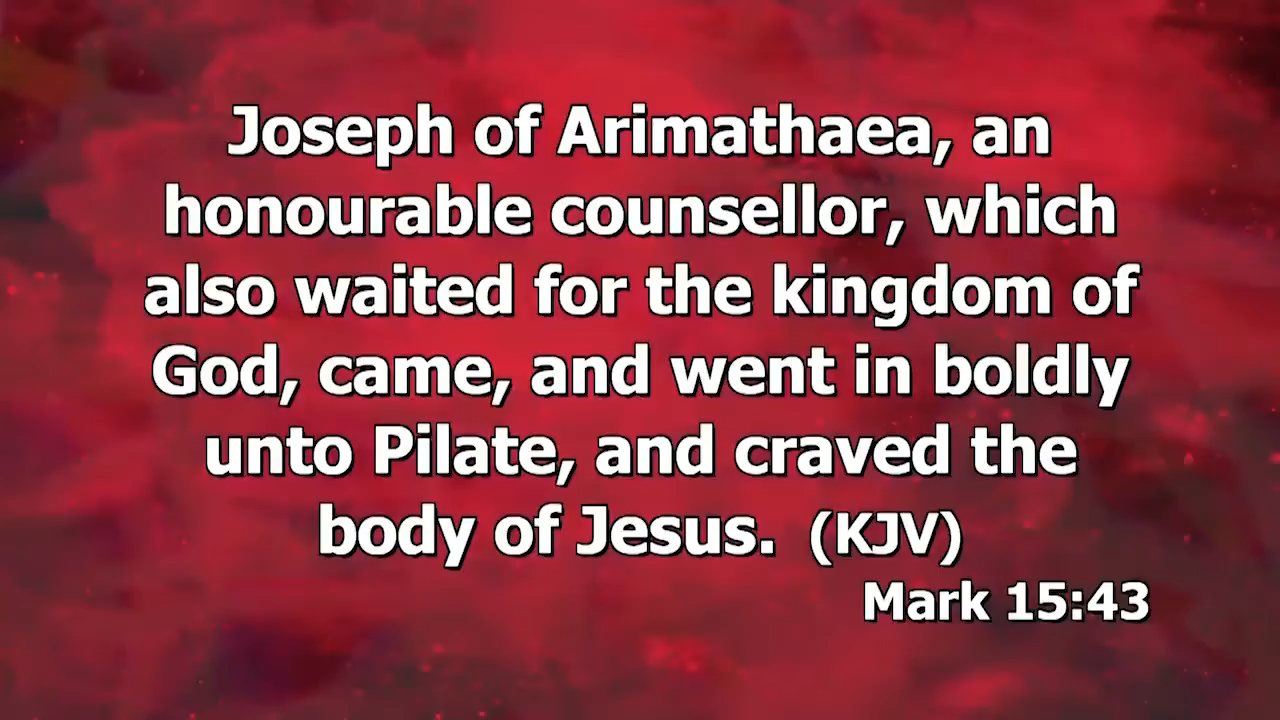 Joseph of Arimathaea, an
honourable counsellor, which
also waited for the kingdom of
God, came, and went in boldly
unto Pilate, and craved the
body of Jesus. (KJV)
Mark 15:43